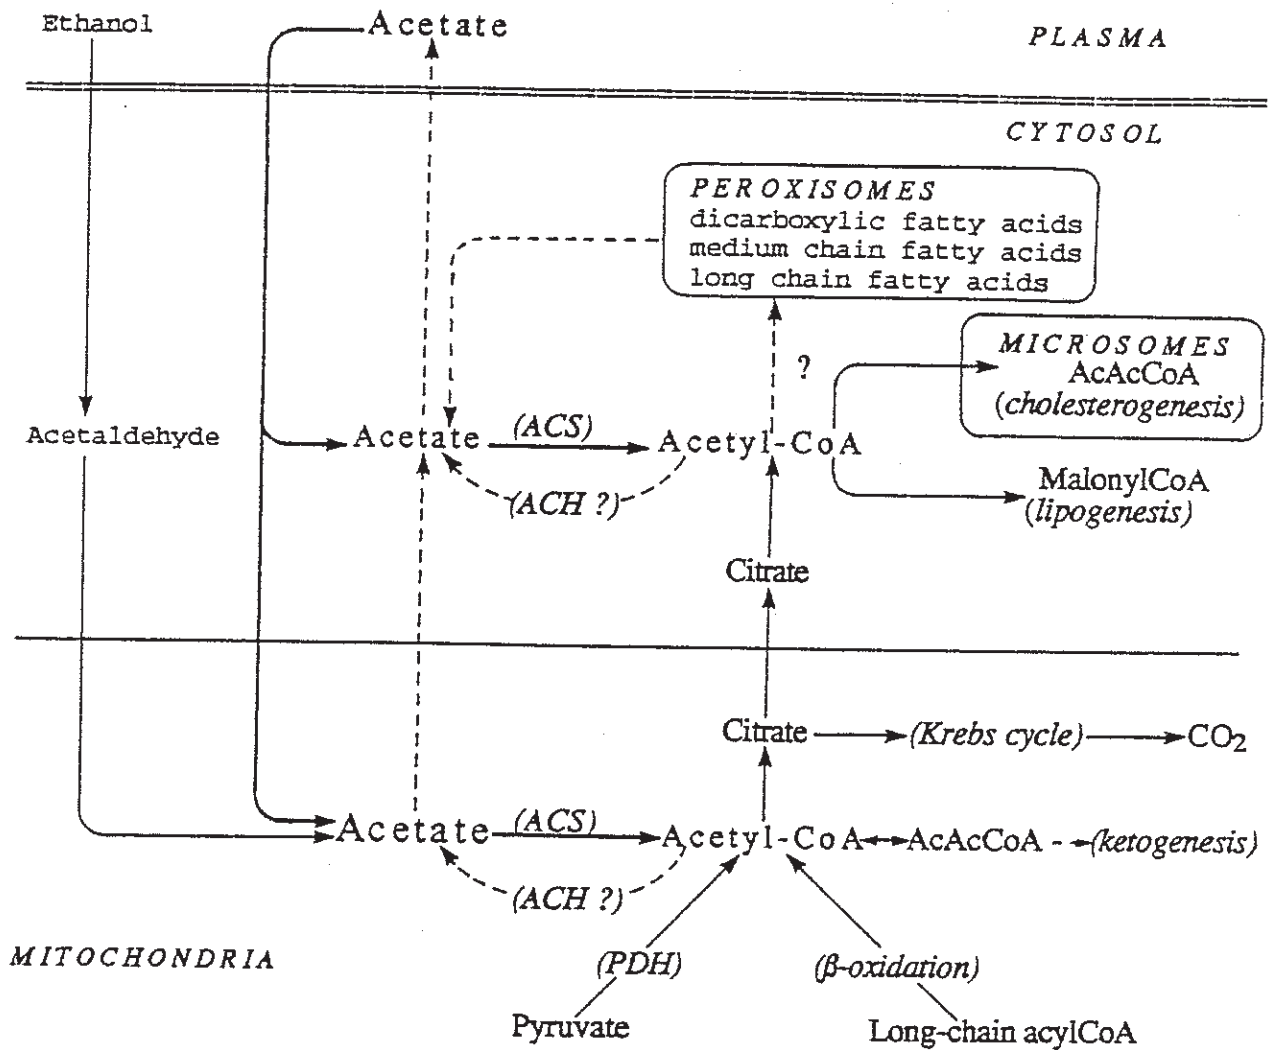 Ethanol
Acetate
PLASMA
CYTOSOL
PEROXISOMES
dicarboxylic fatty acids
medium chain fatty acids
long chain fatty acids
MICROSOMES
AcAcCoA
(cholesterogenesis)
?
Acetaldehyde
Acetate
(ACS)
Acetyl-CoA
(ACH ?)
MalonylCoA
(lipogenesis)
Citrate
Citrate
(Krebs cycle)
CO2
Acetate
(ACS)
Acetyl-CoA
AcAcCoA
(ketogenesis)
(ACH ?)
MITOCHONDRIA
(PDH)
(β-oxidation)
Pyruvate
Long-chain acylCoA